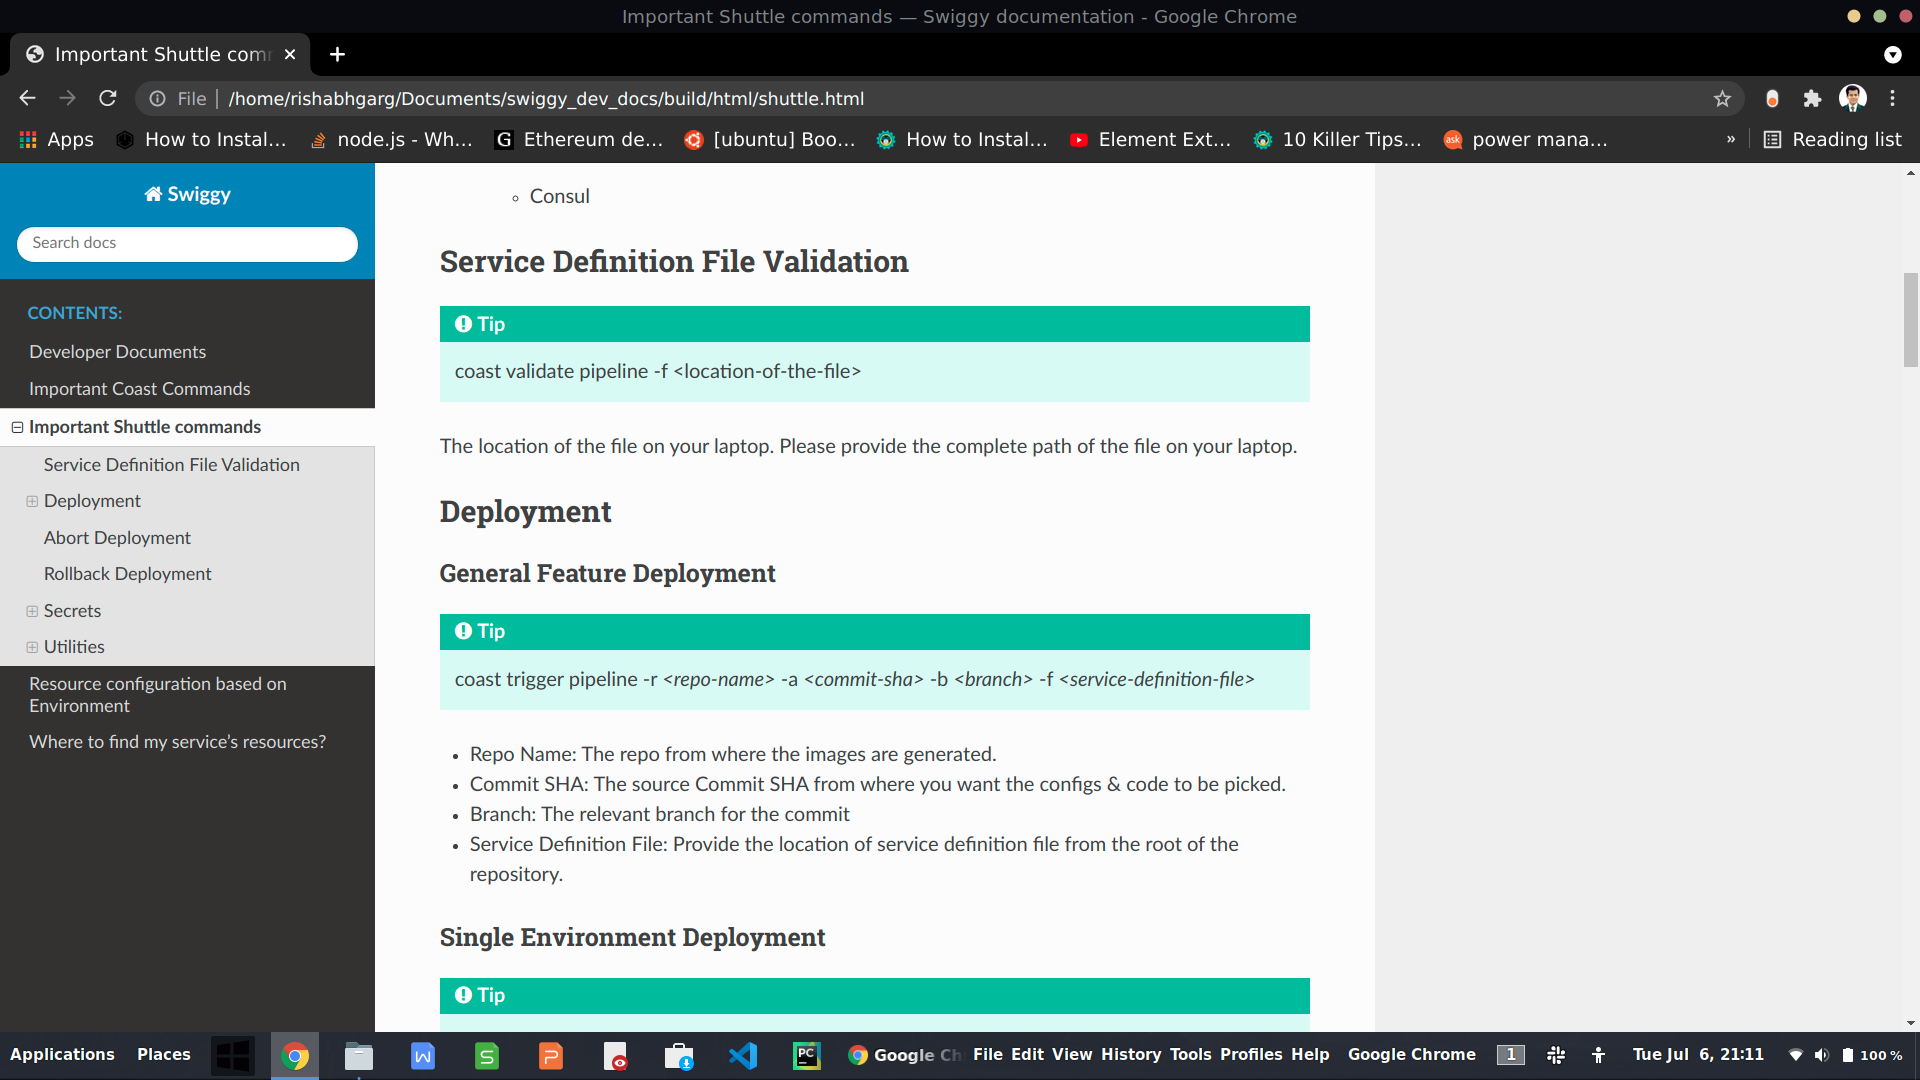 Important Shuttle commands — Swiggy documentation - Google Chrome
Important Shuttle com
File
/home/rishabhgarg/Documents/swiggy_dev_docs/build/html/shuttle.html
Apps
How to Instal...
node.js - Wh...
Ethereum de...
[ubuntu] Boo...
How to Instal...
Element Ext...
10 Killer Tips...
power mana...
»
Reading list
Swiggy
Search docs
CONTENTS:
Developer Documents
Important Coast Commands
Important Shuttle commands
Service Definition File Validation
Deployment
Abort Deployment
Rollback Deployment
Secrets
Utilities
Resource configuration based on
Environment
Where to find my service's resources?
Consul
Service Definition File Validation
Tip
coast validate pipeline -f <location-of-the-file>
The location of the file on your laptop. Please provide the complete path of the file on your laptop.
Deployment
General Feature Deployment
Tip
coast trigger pipeline -r <repo-name> -a <commit-sha> -b <branch> -f <service-definition-file>
Repo Name: The repo from where the images are generated.
Commit SHA: The source Commit SHA from where you want the configs & code to be picked.
Branch: The relevant branch for the commit
Service Definition File: Provide the location of service definition file from the root of the
repository.
Single Environment Deployment
Tip
Applications
Places
W
S
P
PC
Google Ch
File Edit View History Tools Profiles Help
Google Chrome
1
Tue Jul 6, 21:11
100 %